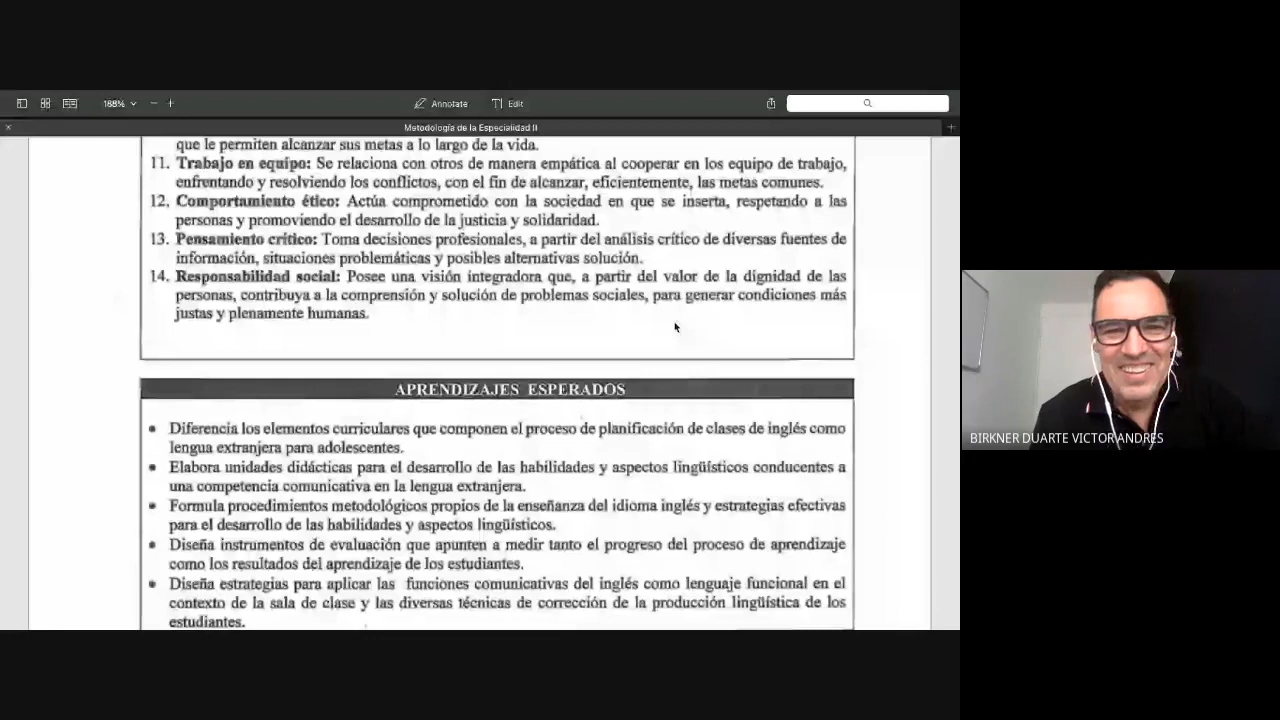 168%
Annotate
Edit
Metodología de la Especialidad II
que le permiten alcanzar sus metas a lo largo de la vida.
11. Trabajo en equipo: Se relaciona con otros de manera empática al cooperar en los equipo de trabajo,
enfrentando y resolviendo los conflictos, con el fin de alcanzar, eficientemente, las metas comunes.
12. Comportamiento ético: Actúa comprometido con la sociedad en que se inserta, respetando a las
personas y promoviendo el desarrollo de la justicia y solidaridad.
13. Pensamiento crítico: Toma decisiones profesionales, a partir del análisis crítico de diversas fuentes de
información, situaciones problemáticas y posibles alternativas solución.
14. Responsabilidad social: Posee una visión integradora que, a partir del valor de la dignidad de las
personas, contribuya a la comprensión y solución de problemas sociales, para generar condiciones más
justas y plenamente humanas.
APRENDIZAJES ESPERADOS
• Diferencia los elementos curriculares que componen el proceso de planificación de clases de inglés como
lengua extranjera para adolescentes.
• Elabora unidades didácticas para el desarrollo de las habilidades y aspectos lingüísticos conducentes a
una competencia comunicativa en la lengua extranjera.
• Formula procedimientos metodológicos propios de la enseñanza del idioma inglés y estrategias efectivas
para el desarrollo de las habilidades y aspectos lingüísticos.
• Diseña instrumentos de evaluación que apunten a medir tanto el progreso del proceso de aprendizaje
como los resultados del aprendizaje de los estudiantes.
• Diseña estrategias para aplicar las funciones comunicativas del inglés como lenguaje funcional en el
contexto de la sala de clase y las diversas técnicas de corrección de la producción lingüística de los
estudiantes.
BIRKNER DUARTE VICTOR ANDRES